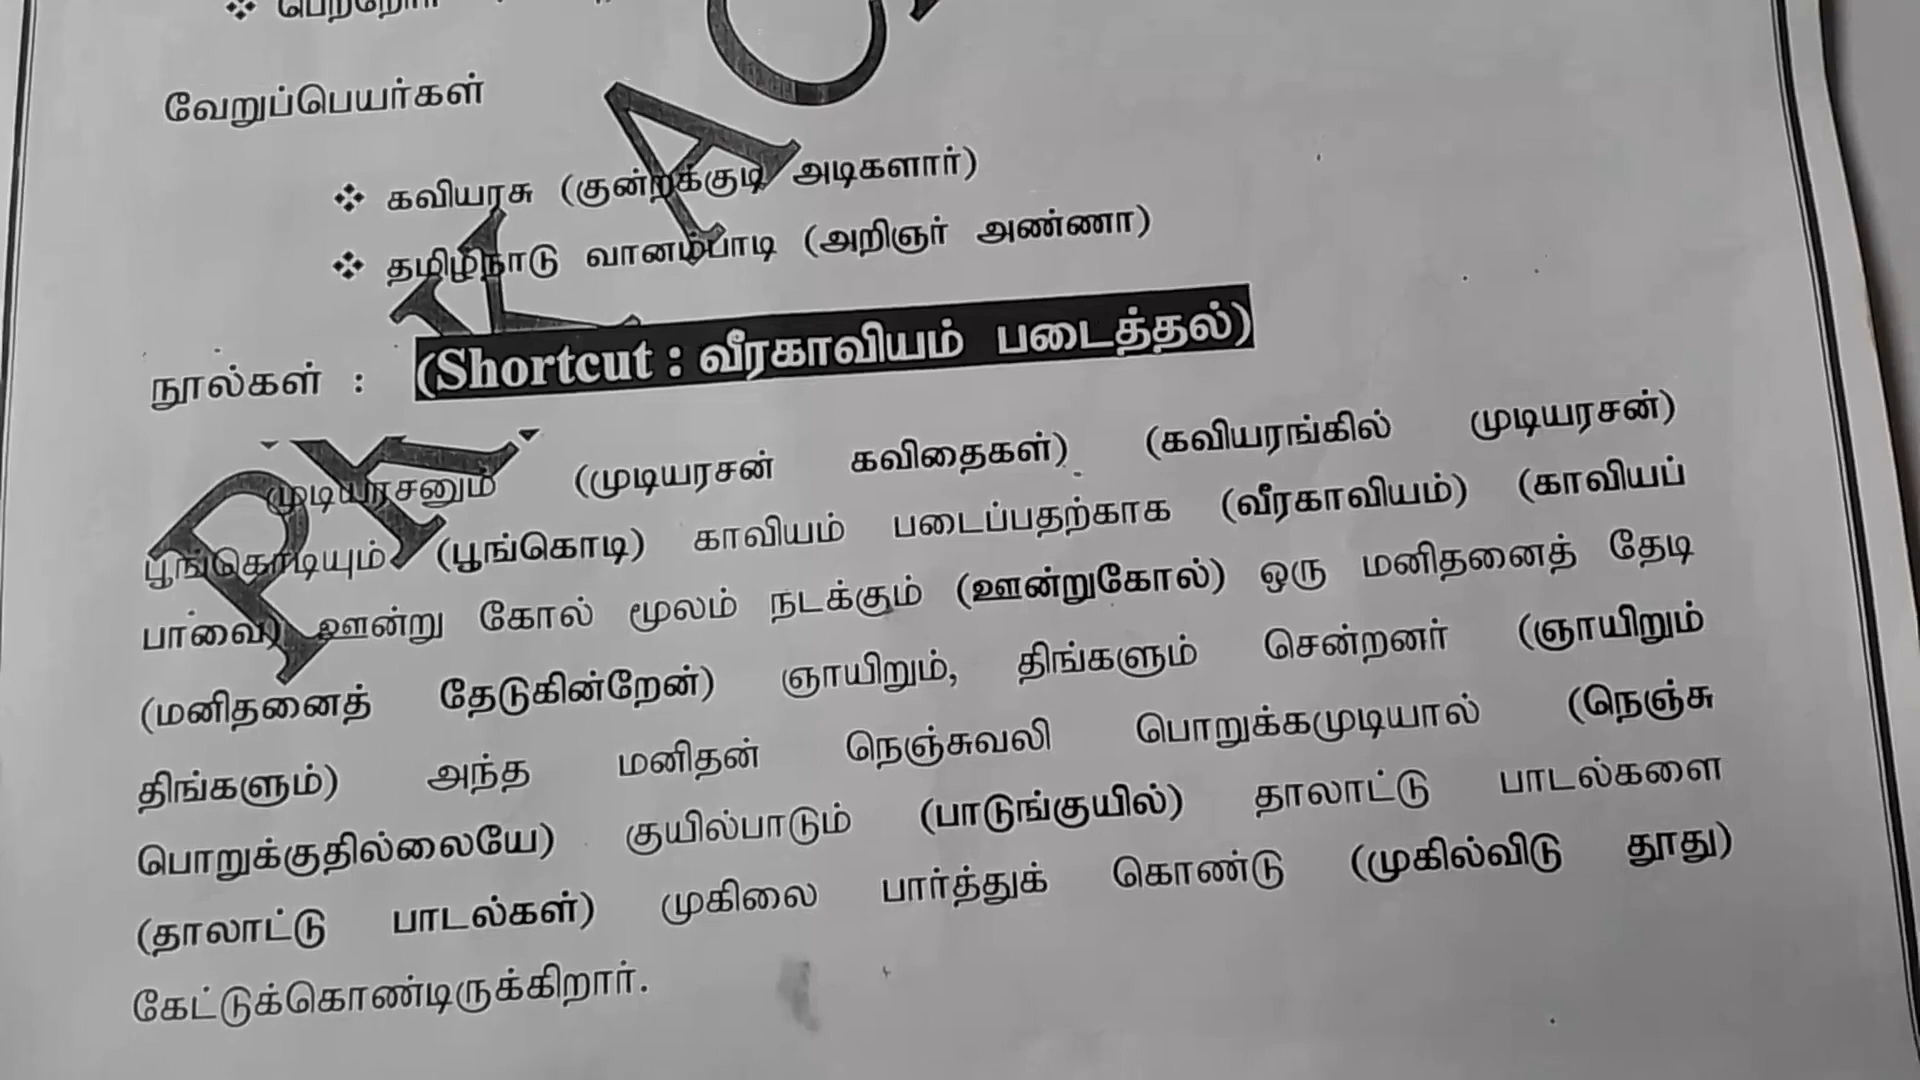 ❖ பெற்றோர்
வேறுப்பெயர்கள்
❖ கவியரசு (குன்றக்குடி அடிகளார்)
❖ தமிழ்நாடு வானம்பாடி (அறிஞர் அண்ணா)
நூல்கள் : (Shortcut : வீரகாவியம் படைத்தல்)
முடியரசனும் (முடியரசன் கவிதைகள்) (கவியரங்கில் முடியரசன்)
பூங்கொடியும் (பூங்கொடி) காவியம் படைப்பதற்காக (வீரகாவியம்) (காவியப்
பாவை) ஊன்று கோல் மூலம் நடக்கும் (ஊன்றுகோல்) ஒரு மனிதனைத் தேடி
(மனிதனைத் தேடுகின்றேன்) ஞாயிறும், திங்களும் சென்றனர் (ஞாயிறும்
திங்களும்) அந்த மனிதன் நெஞ்சுவலி பொறுக்கமுடியால் (நெஞ்சு
பொறுக்குதில்லையே) குயில்பாடும் (பாடுங்குயில்) தாலாட்டு பாடல்களை
(தாலாட்டு பாடல்கள்) முகிலை பார்த்துக் கொண்டு (முகில்விடு தூது)
கேட்டுக்கொண்டிருக்கிறார்.